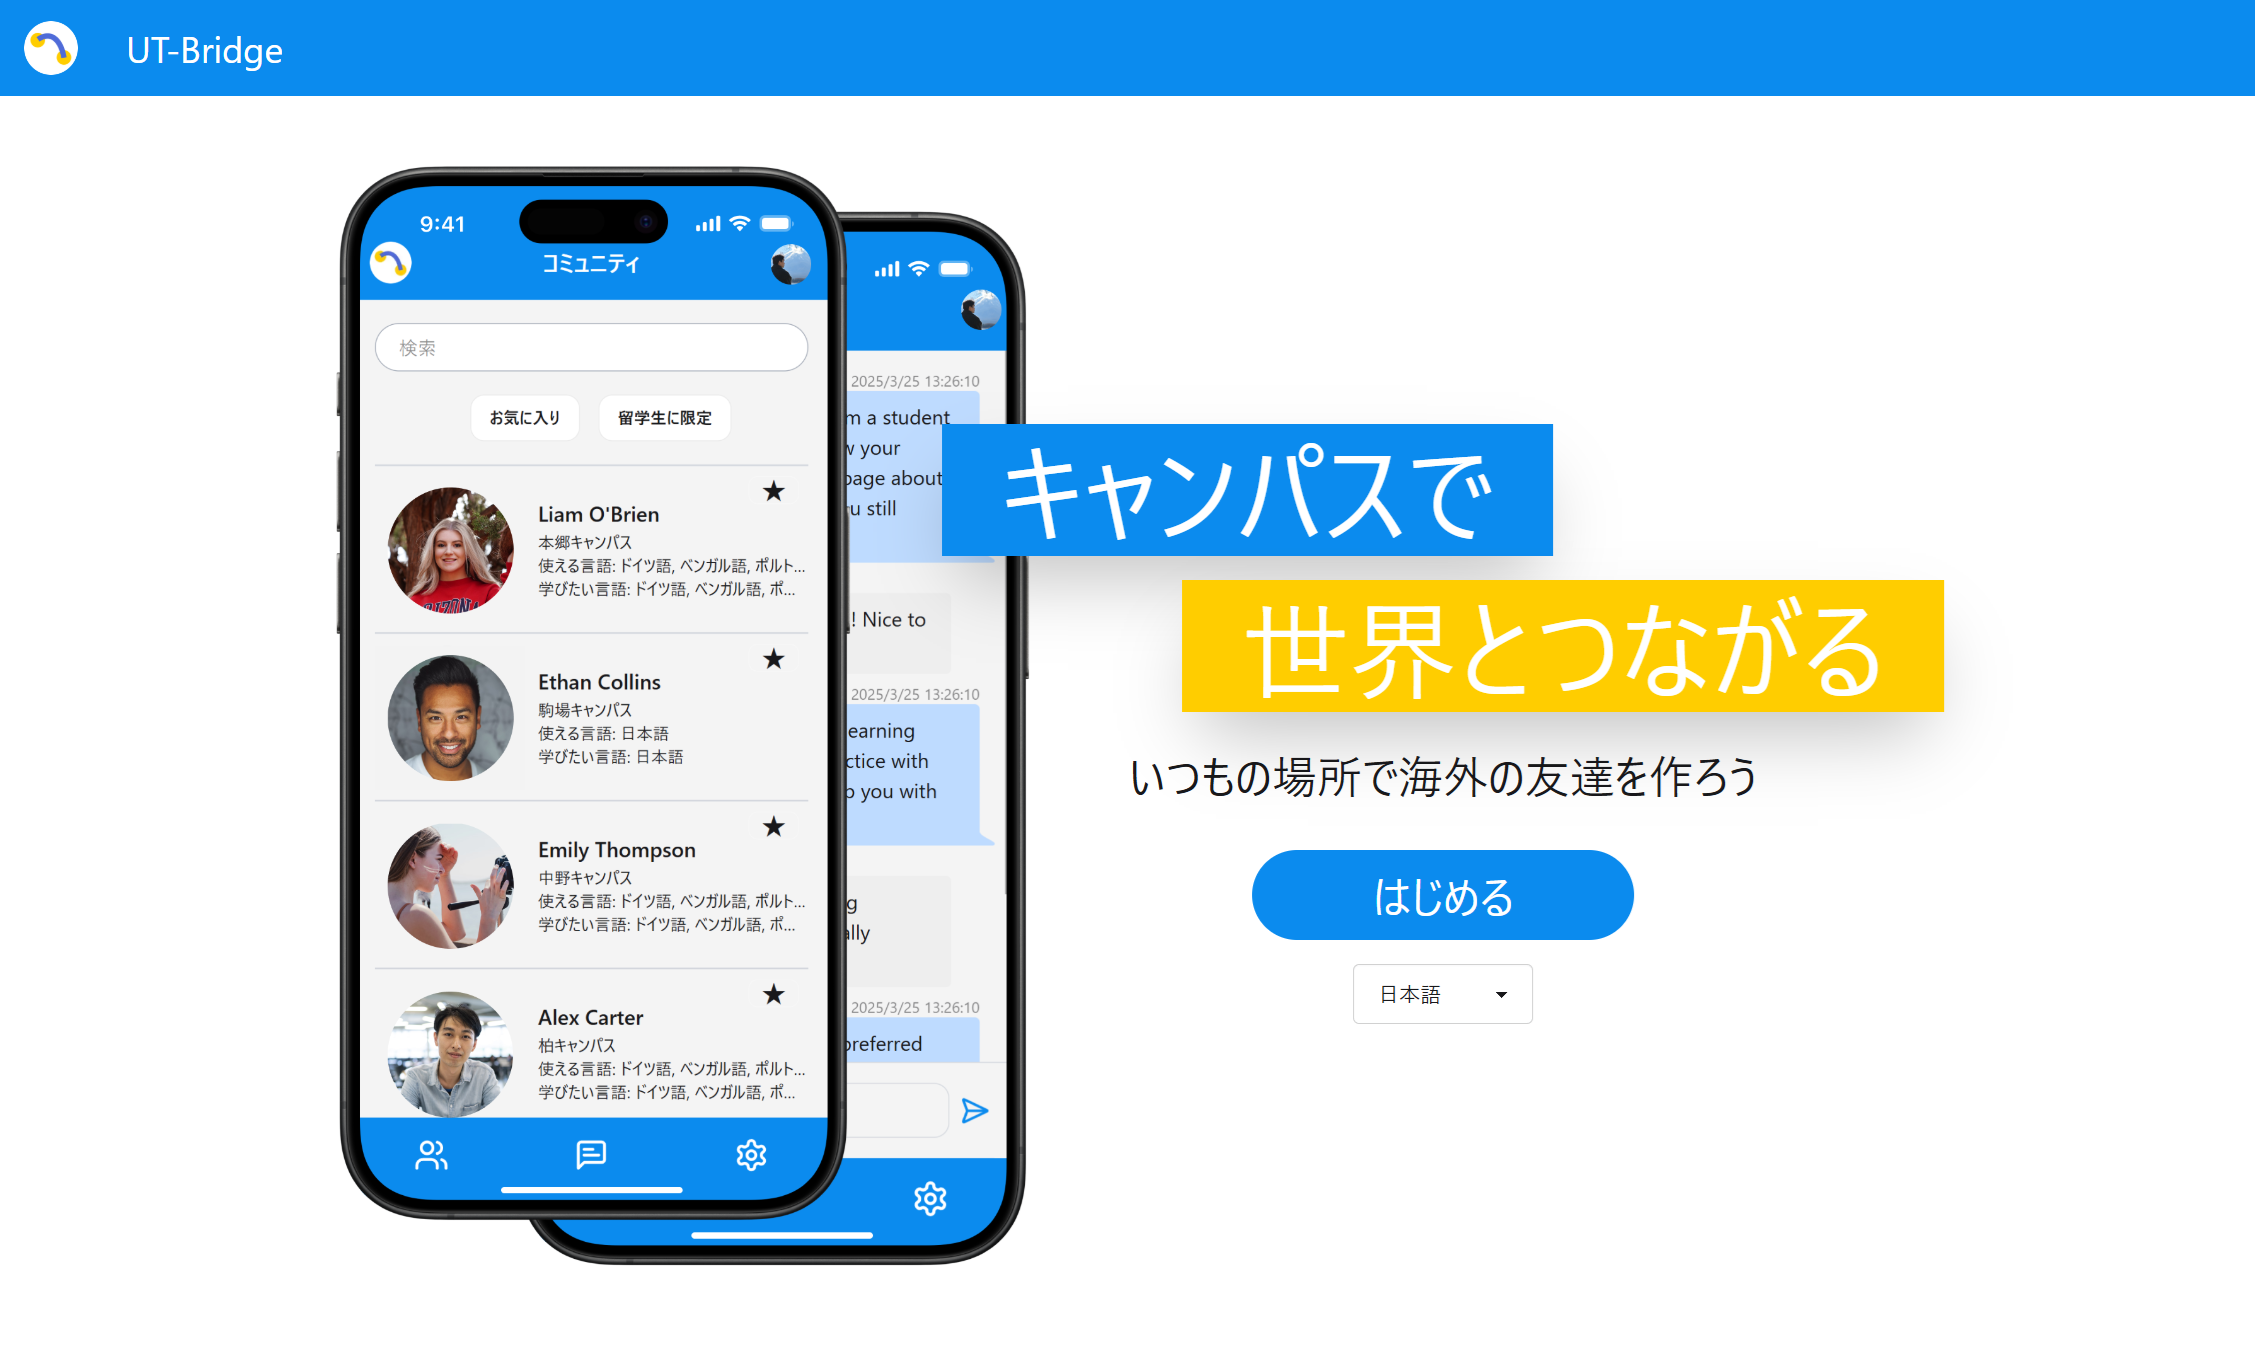 UT-Bridge
9:41
コミュニティ
検索
お気に入り
留学生に限定
Liam O'Brien
本郷キャンパス
使える言語: ドイツ語, ベンガル語, ポルト...
学びたい言語: ドイツ語, ベンガル語, ポ...
Ethan Collins
駒場キャンパス
使える言語: 日本語
学びたい言語: 日本語
Emily Thompson
中野キャンパス
使える言語: ドイツ語, ベンガル語, ポルト...
学びたい言語: ドイツ語, ベンガル語, ポ...
Alex Carter
柏キャンパス
使える言語: ドイツ語, ベンガル語, ポルト...
学びたい言語: ドイツ語, ベンガル語, ポ...
2025/3/25 13:26:10
a student
your
about
still
! Nice to
2025/3/25 13:26:10
with
you with
2025/3/25 13:26:10
preferred
キャンパスで
世界とつながる
いつもの場所で海外の友達を作ろう
はじめる
日本語